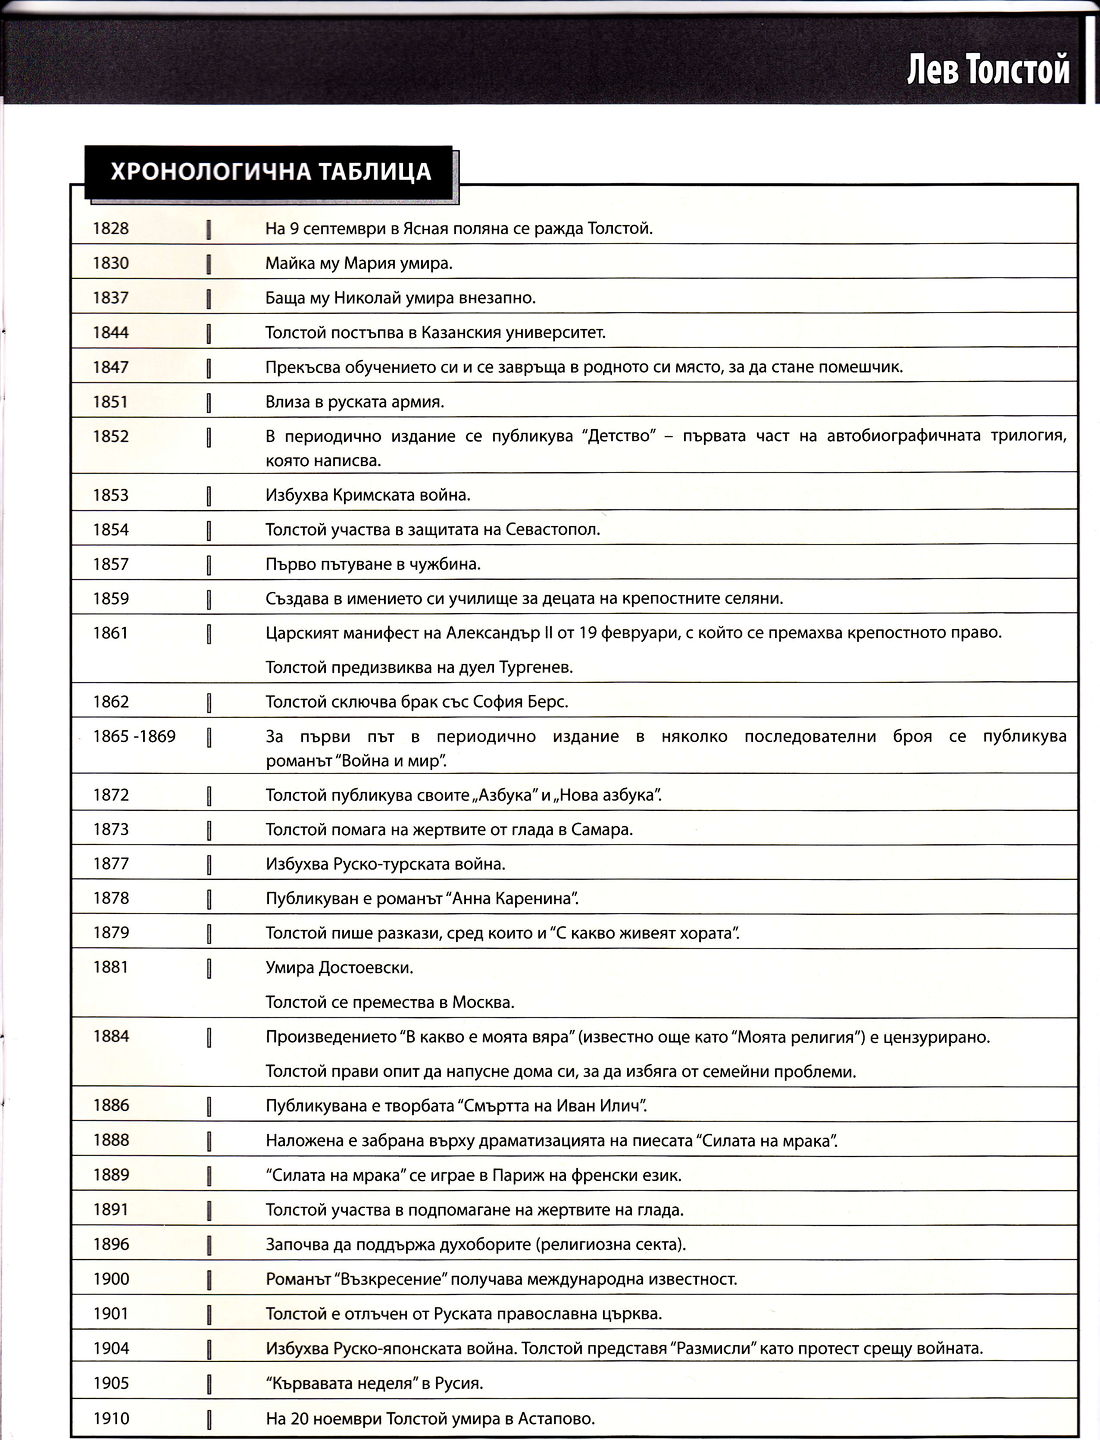 Лев Толстой
ХРОНОЛОГИЧНА ТАБЛИЦА
1828 На 9 септември в Ясная поляна се ражда Толстой.
1830 Майка му Мария умира.
1837 Баща му Николай умира внезапно.
1844 Толстой постъпва в Казанския университет.
1847 Прекъсва обучението си и се завръща в родното си място, за да стане помешчик.
1851 Влиза в руската армия.
1852 В периодично издание се публикува “Детство” – първата част на автобиографичната трилогия,
която написва.
1853 Избухва Кримската война.
1854 Толстой участва в защитата на Севастопол.
1857 Първо пътуване в чужбина.
1859 Създава в имението си училище за децата на крепостните селяни.
1861 Царският манифест на Александър II от 19 февруари, с който се премахва крепостното право.
Толстой предизвиква на дуел Тургенев.
1862 Толстой сключва брак със София Берс.
1865 -1869 За първи път в периодично издание в няколко последователни броя се публикува
романът “Война и мир”.
1872 Толстой публикува своите „Азбука” и „Нова азбука”.
1873 Толстой помага на жертвите от глада в Самара.
1877 Избухва Руско-турската война.
1878 Публикуван е романът “Анна Каренина”.
1879 Толстой пише разкази, сред които и “С какво живеят хората”.
1881 Умира Достоевски.
Толстой се премества в Москва.
1884 Произведението “В какво е моята вяра” (известно още като “Моята религия”) е цензурирано.
Толстой прави опит да напусне дома си, за да избяга от семейни проблеми.
1886 Публикувана е творбата “Смъртта на Иван Илич”.
1888 Наложена е забрана върху драматизацията на пиесата “Силата на мрака”.
1889 “Силата на мрака” се играе в Париж на френски език.
1891 Толстой участва в подпомагане на жертвите на глада.
1896 Започва да поддържа духоборите (религиозна секта).
1900 Романът “Възкресение” получава международна известност.
1901 Толстой е отлъчен от Руската православна църква.
1904 Избухва Руско-японската война. Толстой представя “Размисли” като протест срещу войната.
1905 “Кървавата неделя” в Русия.
1910 На 20 ноември Толстой умира в Астапово.